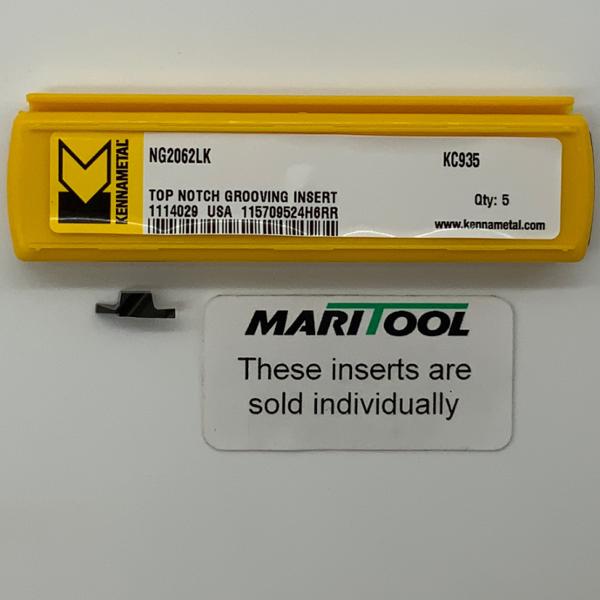 KENNAMETAL
NG2062LK
KC935
TOP NOTCH GROOVING INSERT
1114029 USA 115709524H6RR
Qty: 5
www.kennametal.com
MARITOOL
These inserts are
sold individually